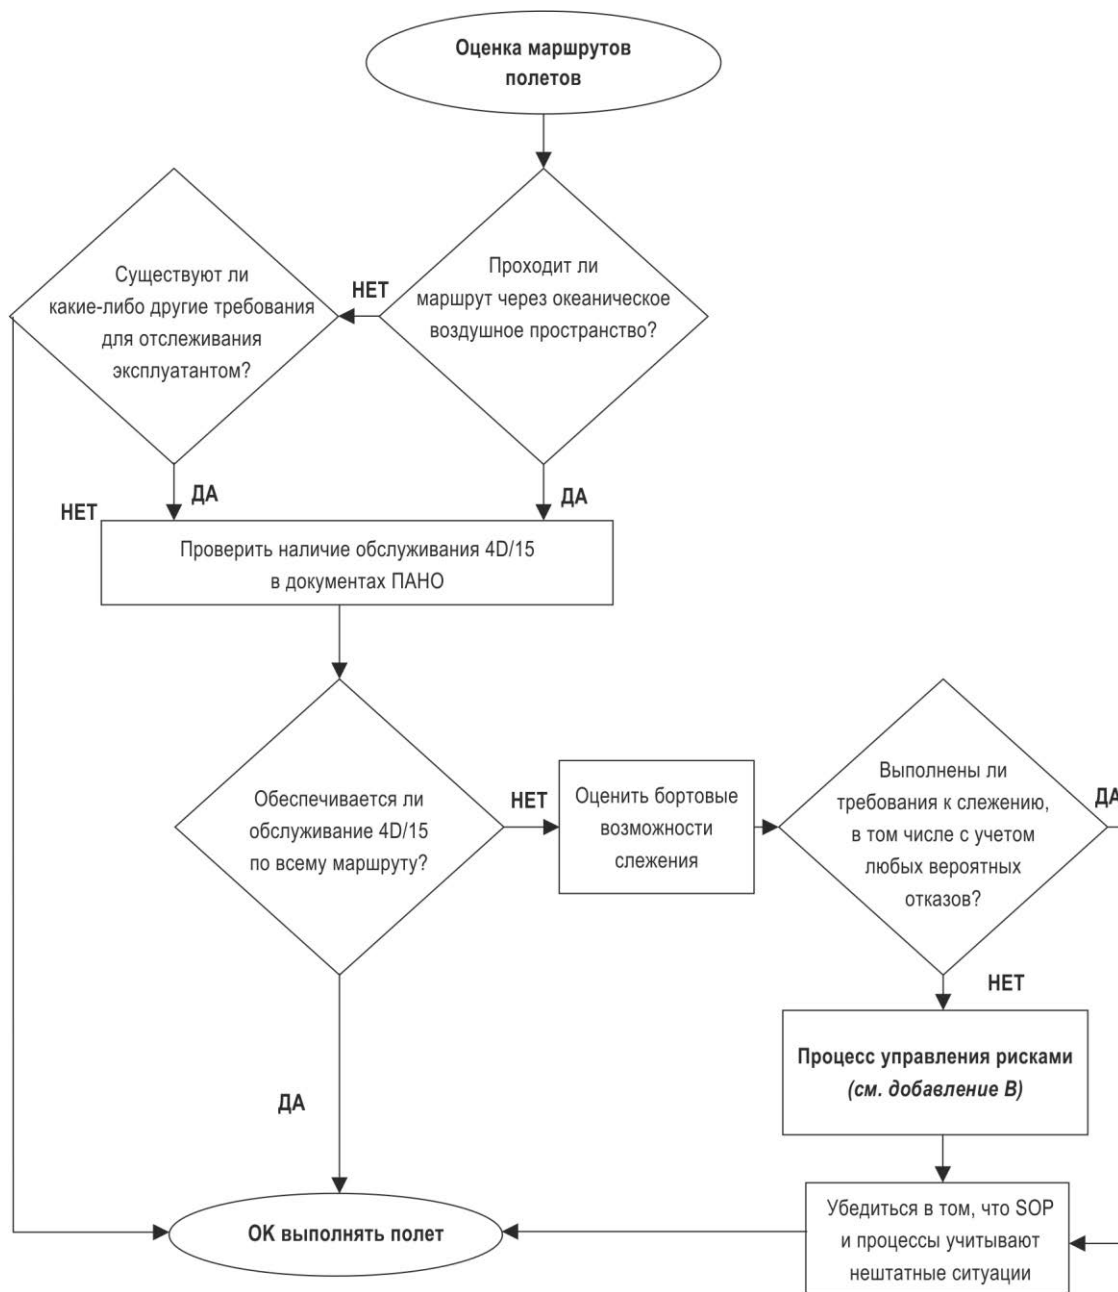 Оценка маршрутов
полетов
Проходит ли
маршрут через океаническое
воздушное пространство?
НЕТ
Существуют ли
какие-либо другие требования
для отслеживания
эксплуатантом?
НЕТ
ДА
ДА
Проверить наличие обслуживания 4D/15
в документах ПАНО
Обеспечивается ли
обслуживание 4D/15
по всему маршруту?
НЕТ
Оценить бортовые
возможности
слежения
Выполнены ли
требования к слежению,
в том числе с учетом
любых вероятных
отказов?
ДА
НЕТ
Процесс управления рисками
(см. добавление B)
ДА
Убедиться в том, что SOP
и процессы учитывают
нештатные ситуации
ОК выполнять полет